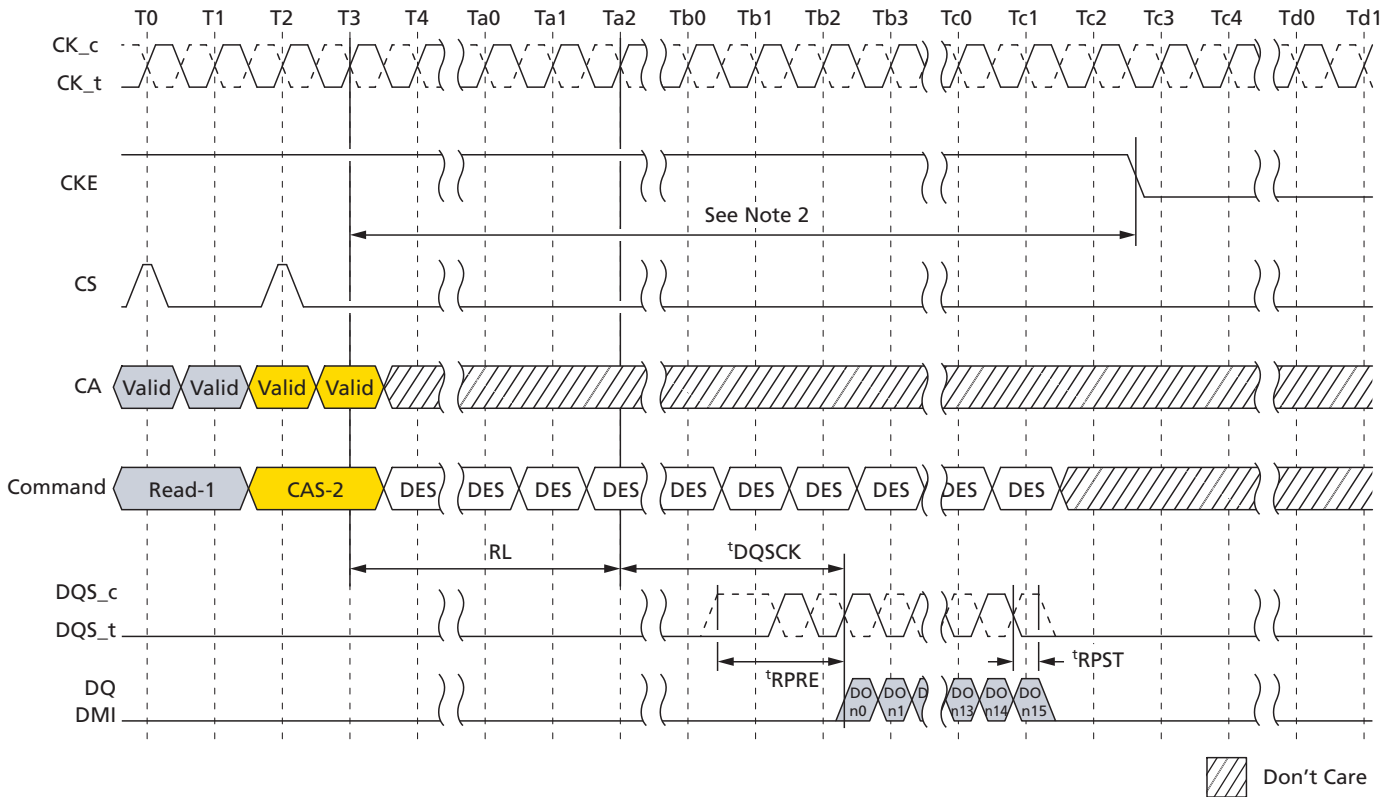 T0 T1 T2 T3 T4 Ta0 Ta1 Ta2 Tb0 Tb1 Tb2 Tb3 Tc0 Tc1 Tc2 Tc3 Tc4 Td0 Td1
CK_c
CK_t
CKE
See Note 2
CS
CA Valid Valid Valid Valid
Command Read-1 CAS-2 DES DES DES DES DES DES DES DES DES DES
RL tDQSCK
DQS_c
DQS_t
tRPRE tRPST
DQ
DMI
DO n0 DO n1 D DO n13 DO n14 DO n15
Don't Care